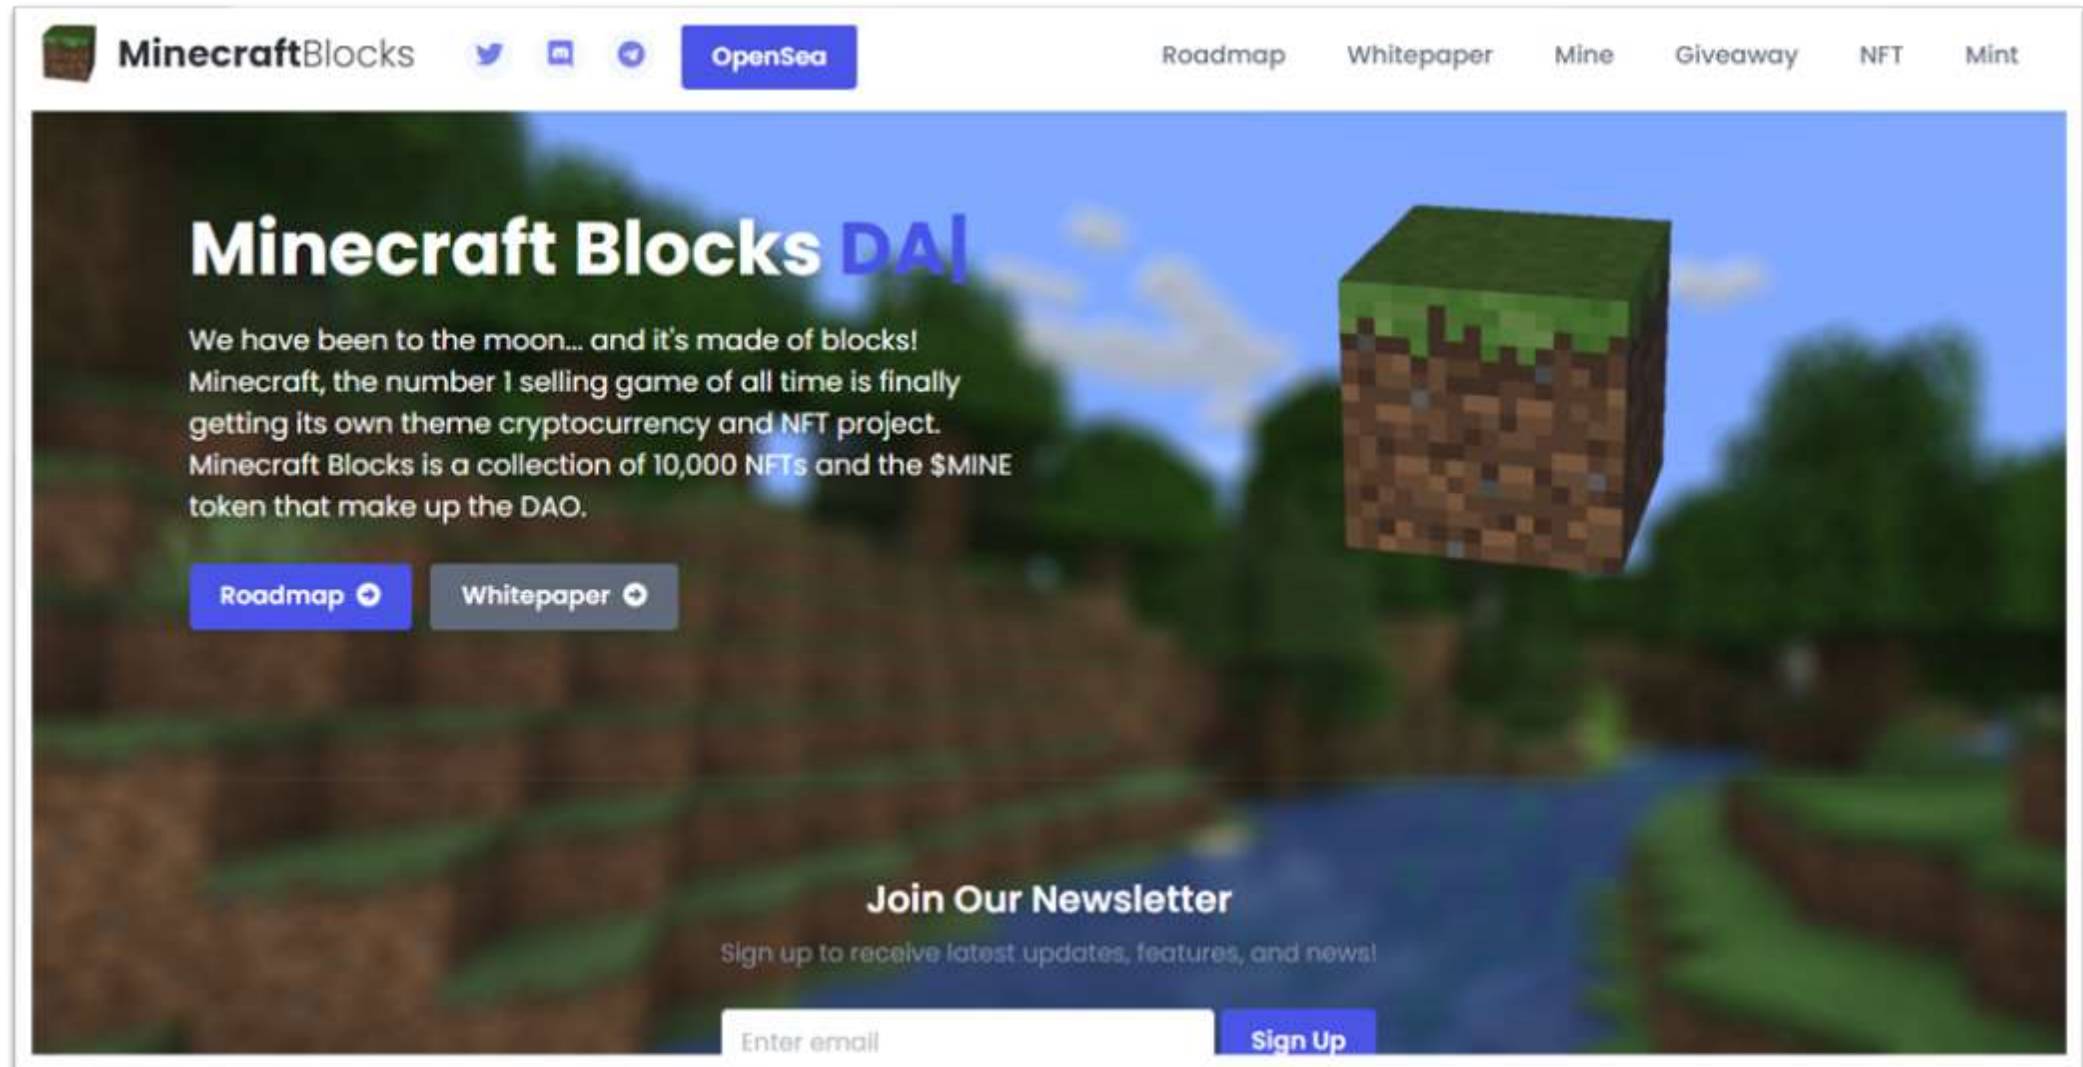 MinecraftBlocks OpenSea Roadmap Whitepaper Mine Giveaway NFT Mint
Minecraft Blocks DA|
We have been to the moon... and it's made of blocks!
Minecraft, the number 1 selling game of all time is finally
getting its own theme cryptocurrency and NFT project.
Minecraft Blocks is a collection of 10,000 NFTs and the $MINE
token that make up the DAO.
Roadmap Whitepaper
Join Our Newsletter
Sign up to receive latest updates, features, and news!
Enter email Sign Up